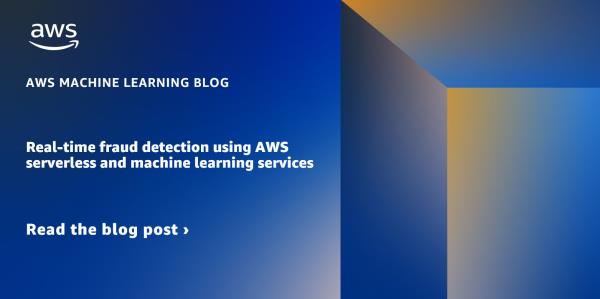 aws
AWS MACHINE LEARNING BLOG
Real-time fraud detection using AWS
serverless and machine learning services
Read the blog post ›